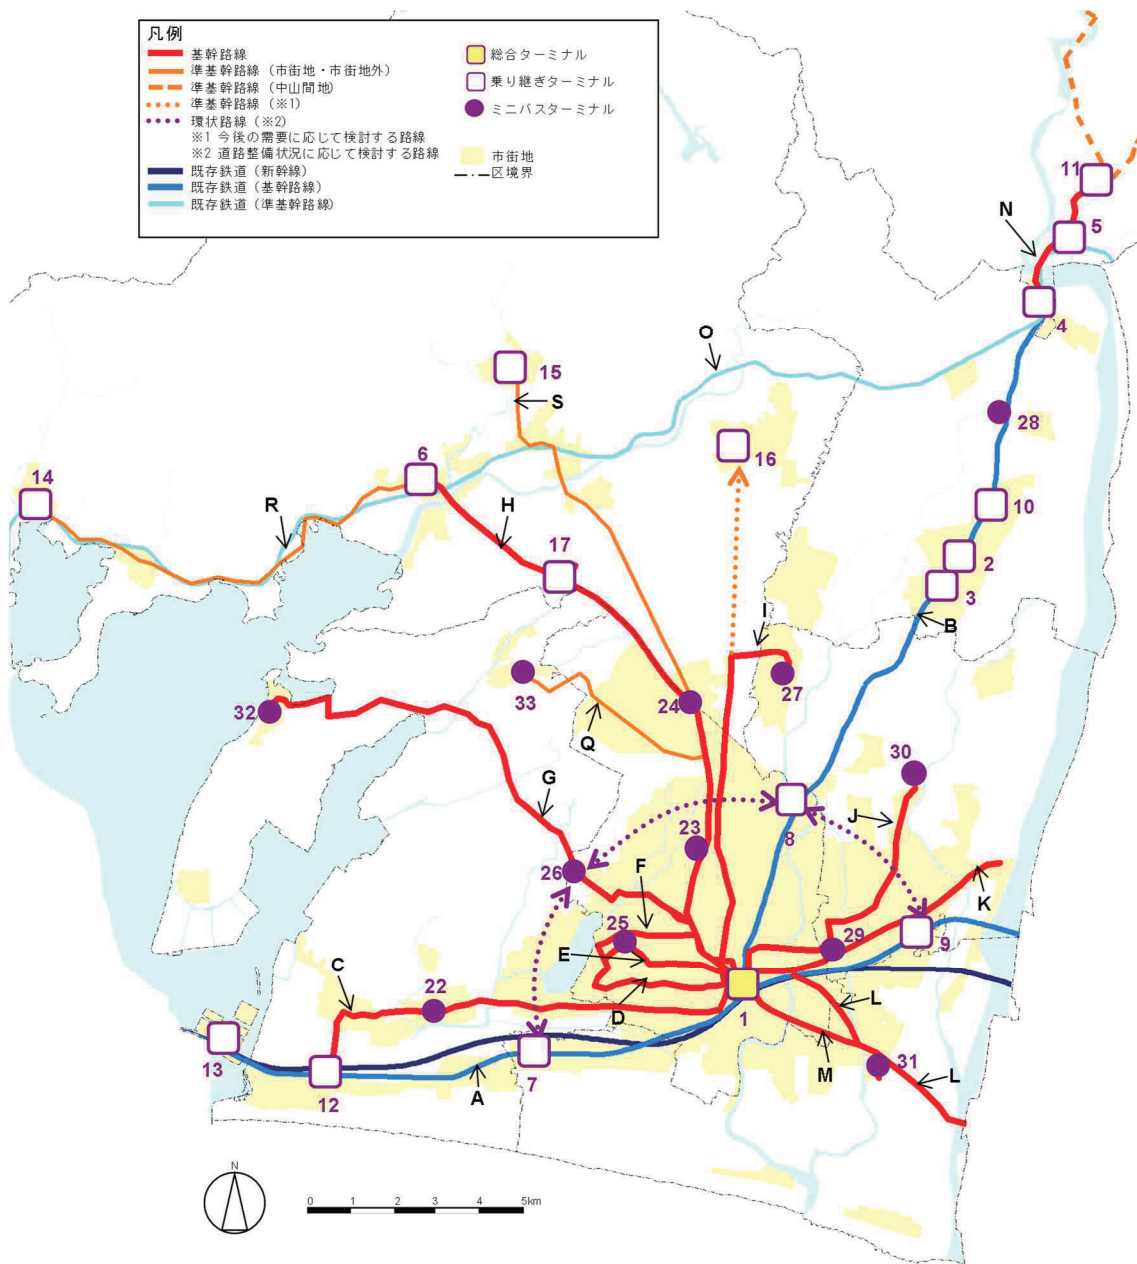 凡例
基幹路線
準基幹路線（市街地・市街地外）
準基幹路線（中山間地）
準基幹路線（※1）
環状路線（※2）
※1 今後の需要に応じて検討する路線
※2 道路整備状況に応じて検討する路線
既存鉄道（新幹線）
既存鉄道（基幹路線）
既存鉄道（準基幹路線）
総合ターミナル
乗り継ぎターミナル
ミニバスターミナル
市街地
区境界
11
N
5
4
O
15
S
28
16
6
14
H
10
R
17
2
3
B
I
33
27
32
24
Q
30
G
J
23
8
F
26
K
25
29
9
E
C
22
D
L
1
13
M
31
L
7
12
A
N
0 1 2 3 4 5km